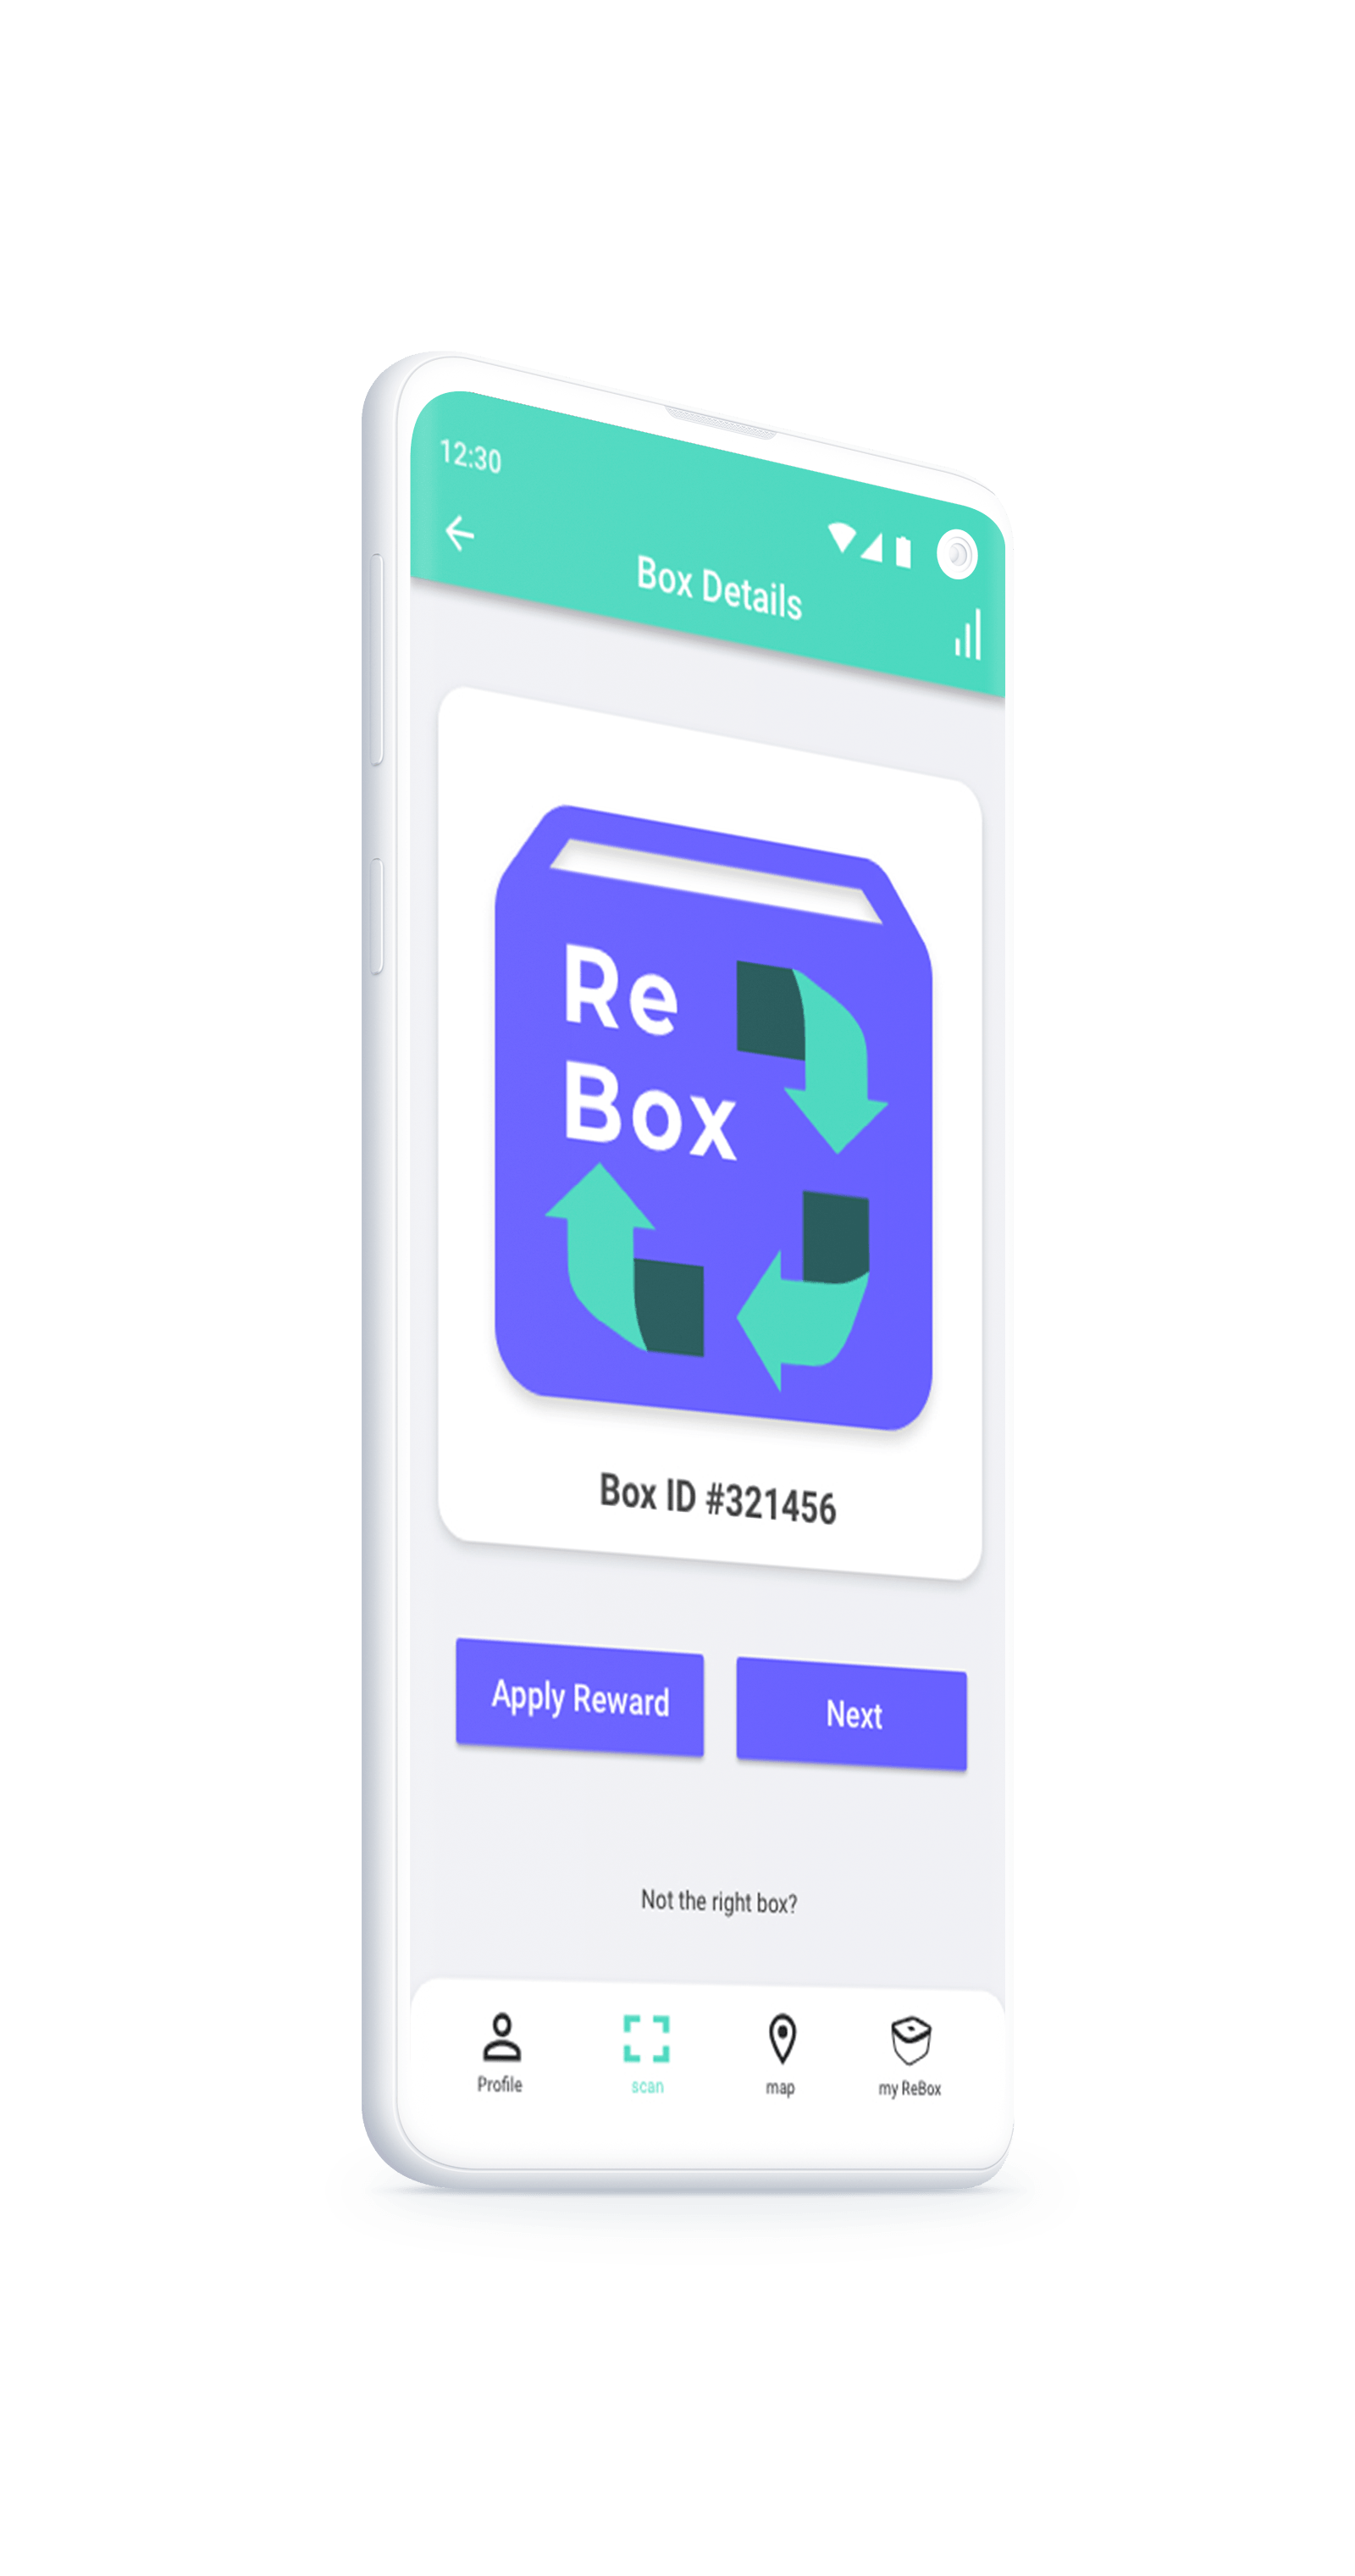 12:30
Box Details
Re
Box
Box ID #321456
Apply Reward
Next
Not the right box?
Profile
scan
map
my ReBox